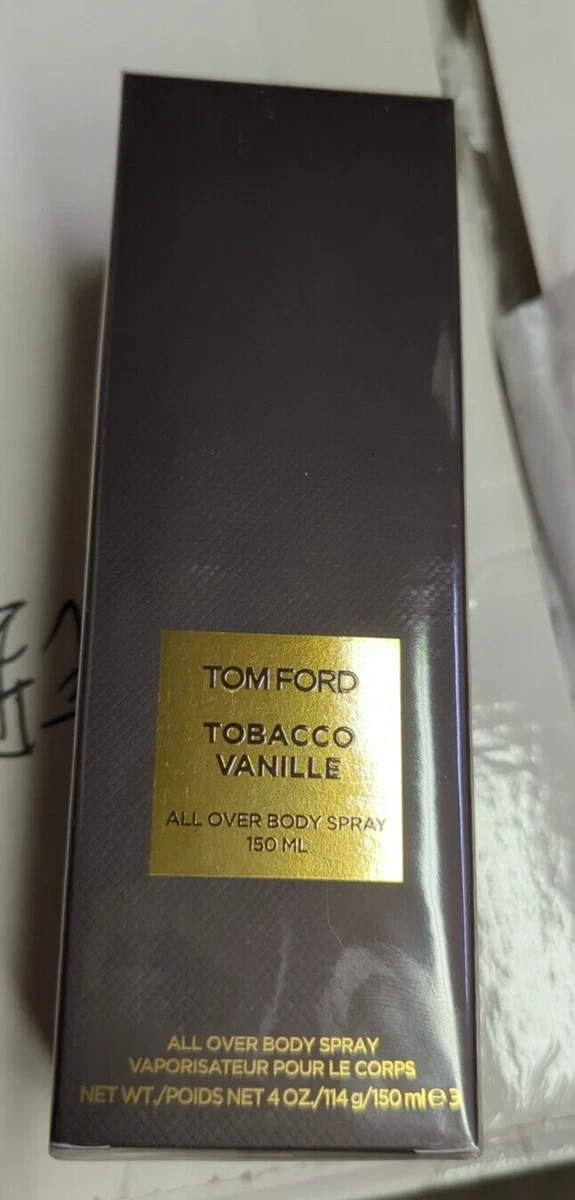 TOM FORD
TOBACCO
VANILLE
ALL OVER BODY SPRAY
150 ML
ALL OVER BODY SPRAY
VAPORISATEUR POUR LE CORPS
NET WT./POIDS NET 4 OZ./114 g/150 ml e 3